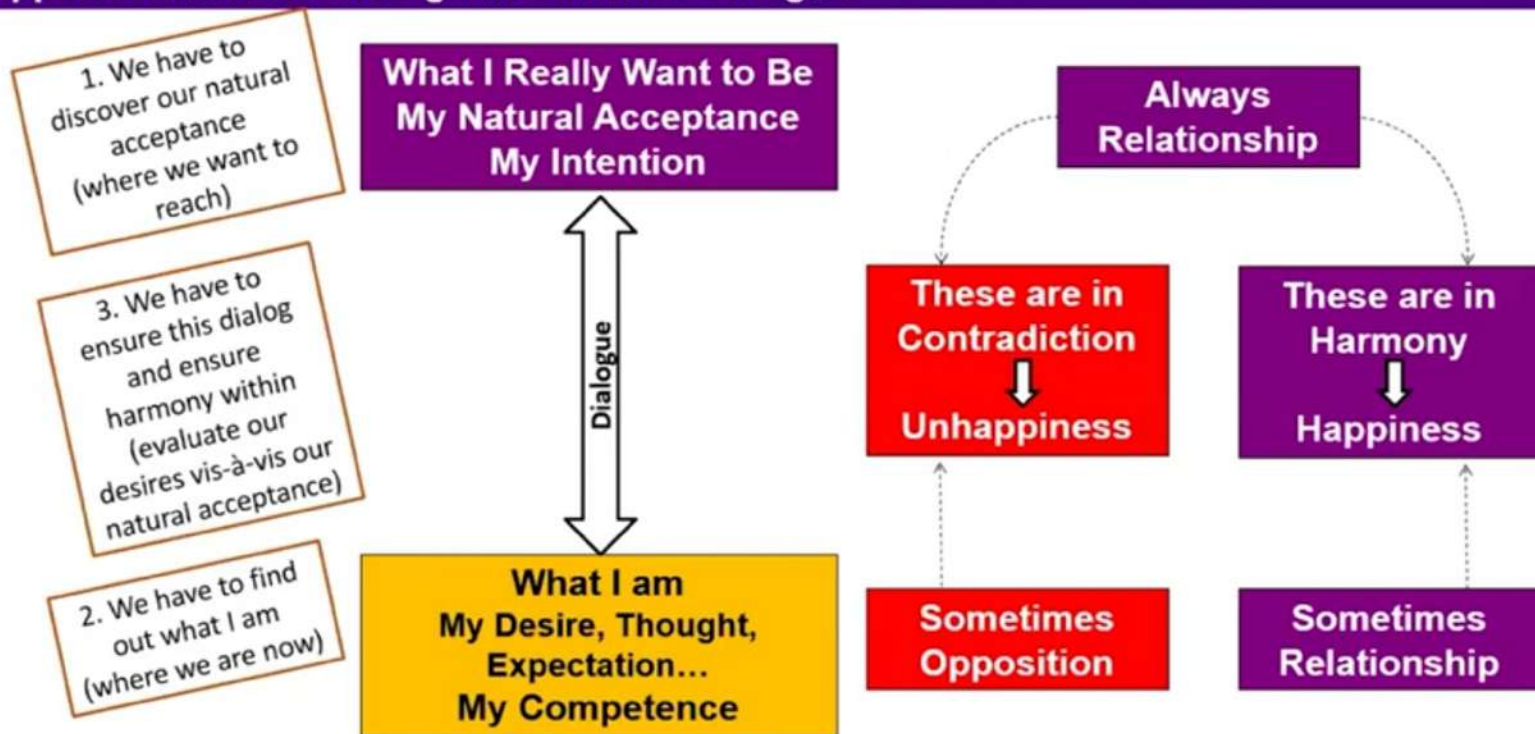 1. We have to
discover our natural
acceptance
(where we want to
reach)
What I Really Want to Be
My Natural Acceptance
My Intention
Always
Relationship
3. We have to
ensure this dialog
and ensure
harmony within
(evaluate our
desires vis-à-vis our
natural acceptance)
Dialogue
These are in
Contradiction
Unhappiness
These are in
Harmony
Happiness
2. We have to find
out what I am
(where we are now)
What I am
My Desire, Thought,
Expectation...
My Competence
Sometimes
Opposition
Sometimes
Relationship